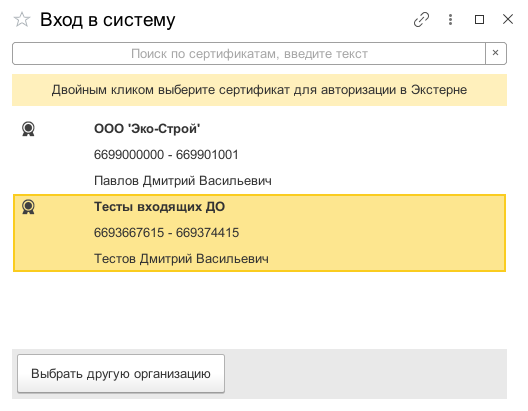 Вход в систему
Поиск по сертификатам, введите текст
Двойным кликом выберите сертификат для авторизации в Экстерне
ООО 'Эко-Строй'
6699000000 - 669901001
Павлов Дмитрий Васильевич
Тесты входящих ДО
6693667615 - 669374415
Тестов Дмитрий Васильевич
Выбрать другую организацию